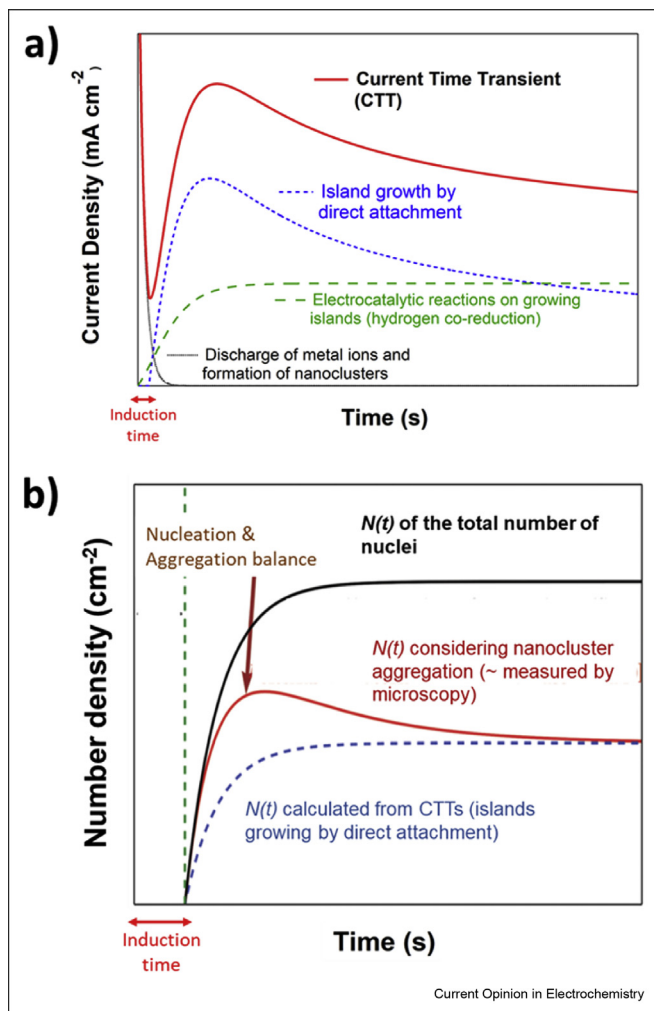 a)
Current Density (mA cm-2)
Current Time Transient
(CTT)
Island growth by
direct attachment
Electrocatalytic reactions on growing
islands (hydrogen co-reduction)
Discharge of metal ions and
formation of nanoclusters
Induction
time
Time (s)
b)
Number density (cm-2)
Nucleation &
Aggregation balance
N(t) of the total number of
nuclei
N(t) considering nanocluster
aggregation (~ measured by
microscopy)
N(t) calculated from CTTs (islands
growing by direct attachment)
Induction
time
Time (s)
Current Opinion in Electrochemistry